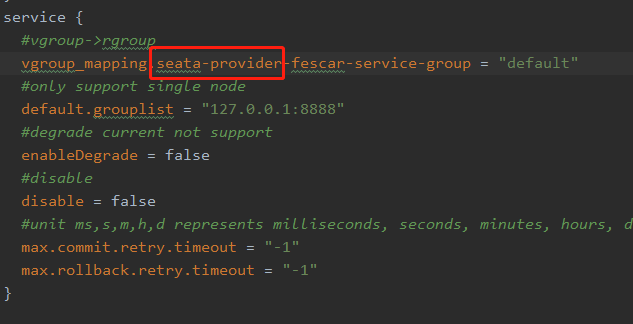 service {
#vgroup->rgroup
vgroup_mapping.seata-provider-fescar-service-group = "default"
#only support single node
default.grouplist = "127.0.0.1:8888"
#degrade current not support
enableDegrade = false
#disable
disable = false
#unit ms,s,m,h,d represents milliseconds, seconds, minutes, hours, d
max.commit.retry.timeout = "-1"
max.rollback.retry.timeout = "-1"
}